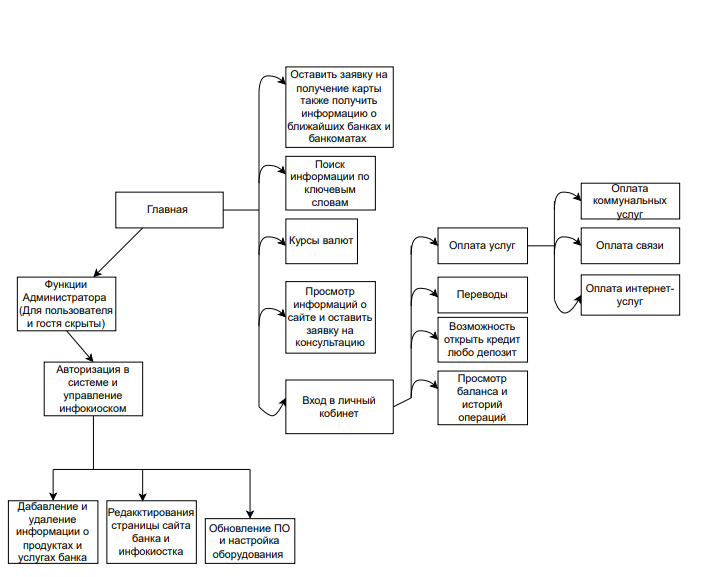 Оставить заявку на
получение карты
также получить
информацию о
ближайших банках и
банкоматах
Поиск
информации по
ключевым
словам
Главная
Курсы валют
Просмотр
информаций о
сайте и оставить
заявку на
консультацию
Вход в личный
кобинет
Оплата услуг
Переводы
Возможность
открыть кредит
любо депозит
Просмотр
баланса и
историй
операций
Оплата
коммунальных
услуг
Оплата связи
Оплата интернет-
услуг
Функции
Администратора
(Для пользователя
и гостя скрыты)
Авторизация в
системе и
управление
инфокиоском
Дабавление и
удаление
информации о
продуктах и
услугах банка
Редакктирования
страницы сайта
банка и
инфокиостка
Обновление ПО
и настройка
оборудования